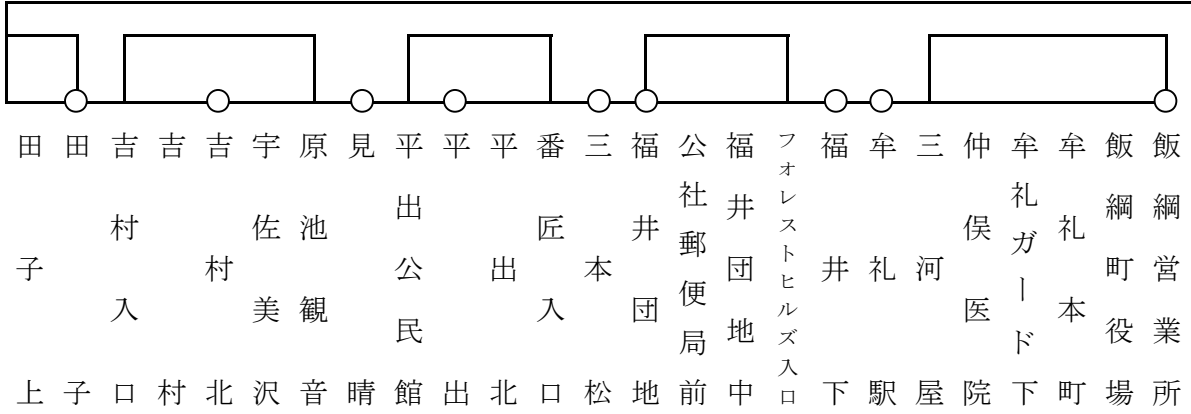 田子上
田子
吉村入口
吉村
吉村北
宇佐美沢
原池観音
見晴
平出公民館
平出
平出北
番匠入口
三本松
福井団地
公社郵便局前
福井団地中
フオレストヒルズ入口
福井下
牟礼駅
三河屋
仲俣医院
牟礼ガード下
牟礼本町
飯綱町役場
飯綱営業所